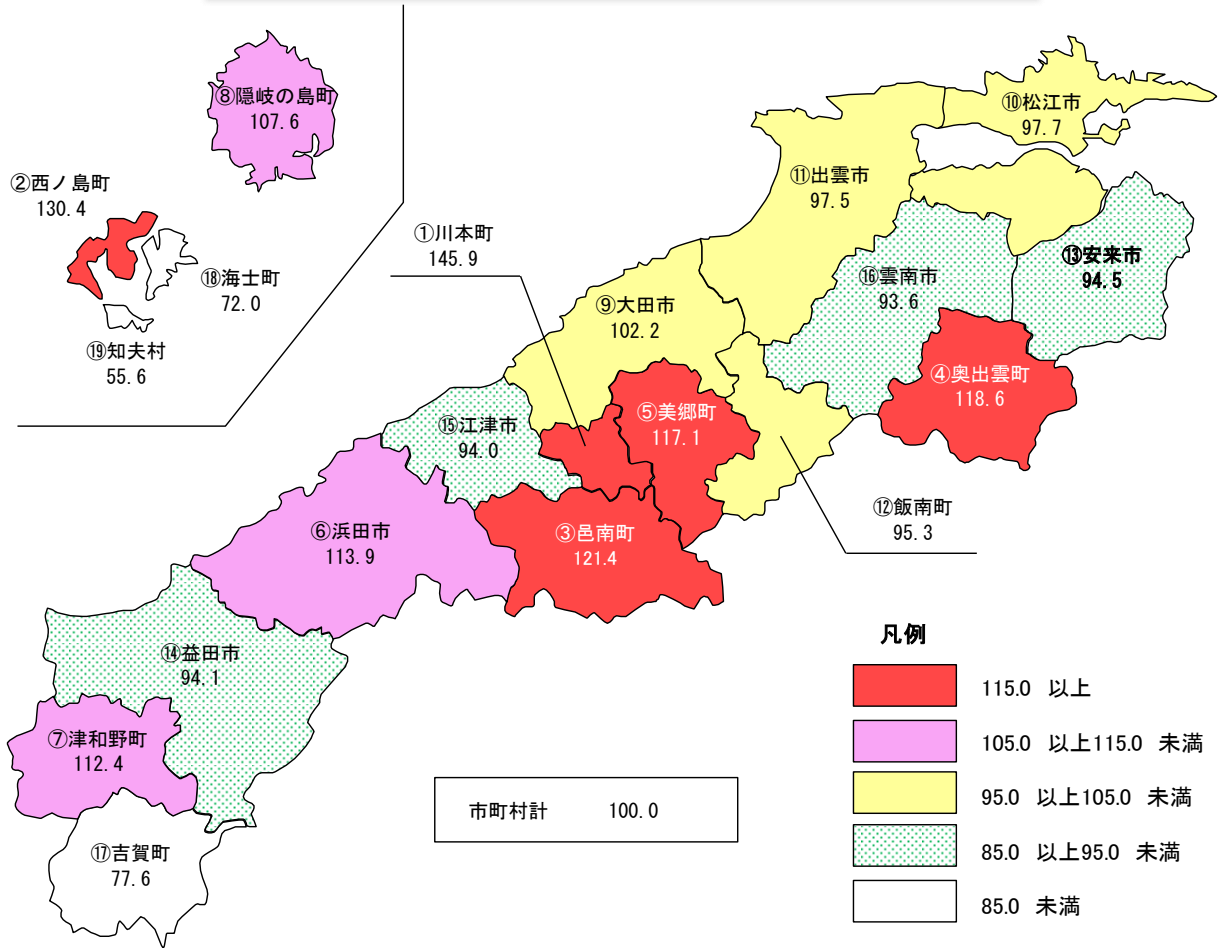 ⑧隠岐の島町
107.6
②西ノ島町
130.4
⑱海士町
72.0
⑲知夫村
55.6
①川本町
145.9
⑩松江市
97.7
⑪出雲市
97.5
⑬安来市
94.5
⑯雲南市
93.6
⑨大田市
102.2
④奥出雲町
118.6
⑤美郷町
117.1
⑮江津市
94.0
⑫飯南町
95.3
⑥浜田市
113.9
③邑南町
121.4
⑭益田市
94.1
⑦津和野町
112.4
⑰吉賀町
77.6
市町村計 100.0
凡例
115.0 以上
105.0 以上115.0 未満
95.0 以上105.0 未満
85.0 以上95.0 未満
85.0 未満